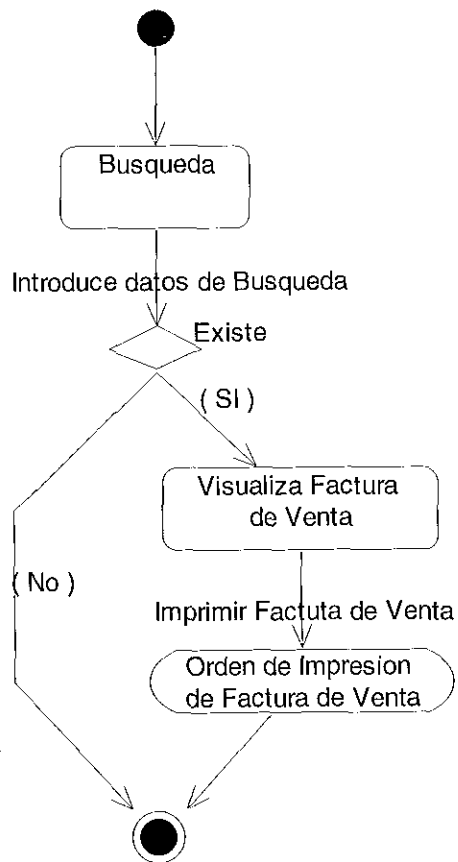 Busqueda
Introduce datos de Busqueda
Existe
( SI )
Visualiza Factura
de Venta
( No )
Imprimir Factuta de Venta
Orden de Impresion
de Factura de Venta